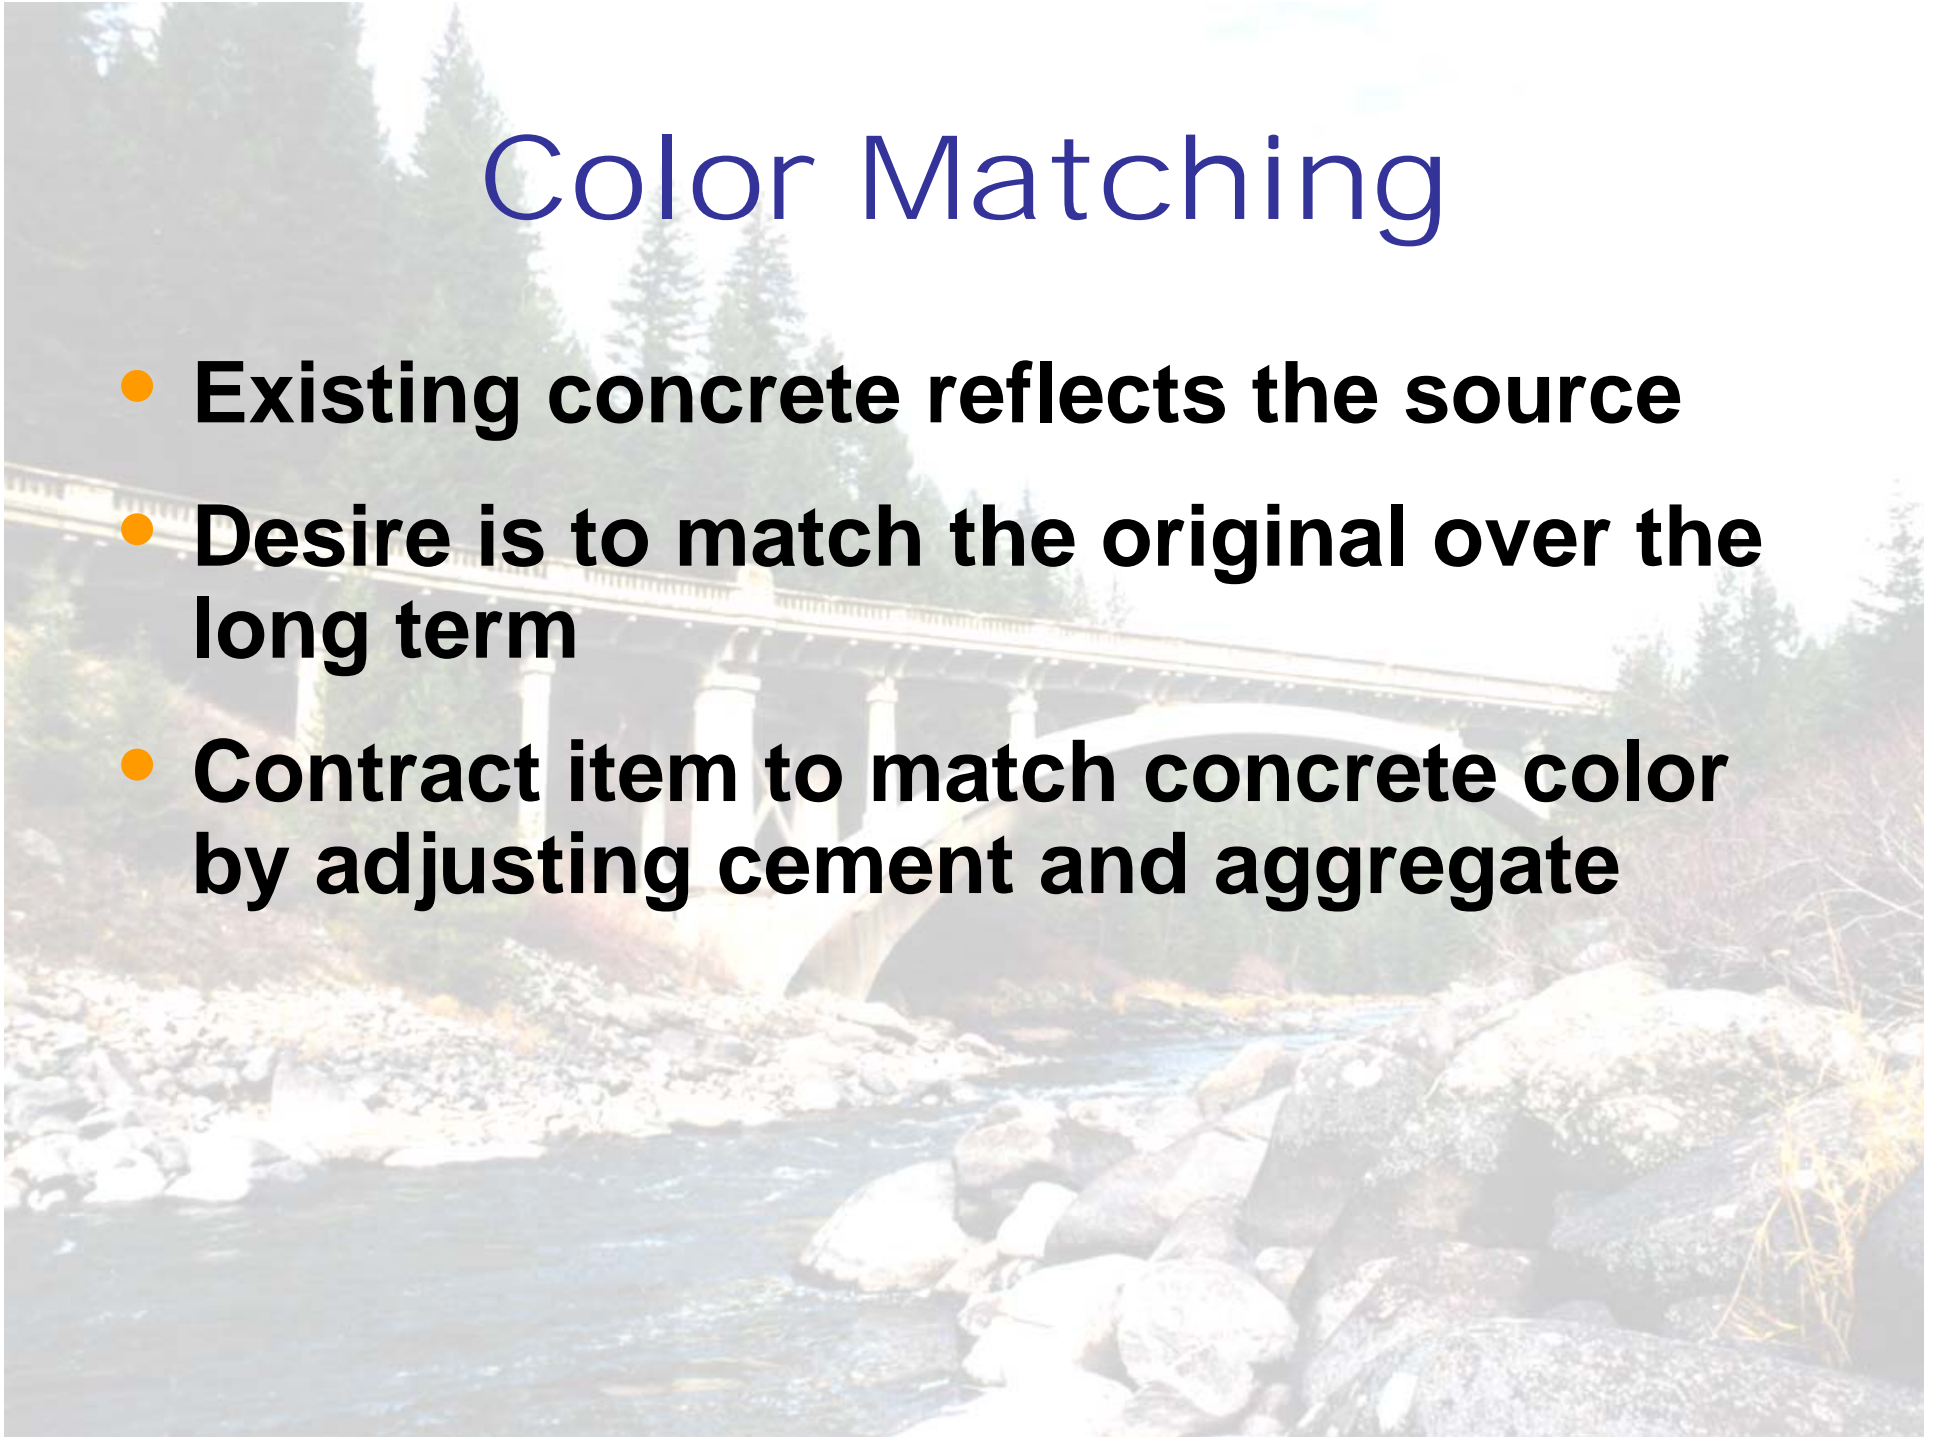 Color Matching
• Existing concrete reflects the source
• Desire is to match the original over the
long term
• Contract item to match concrete color
by adjusting cement and aggregate